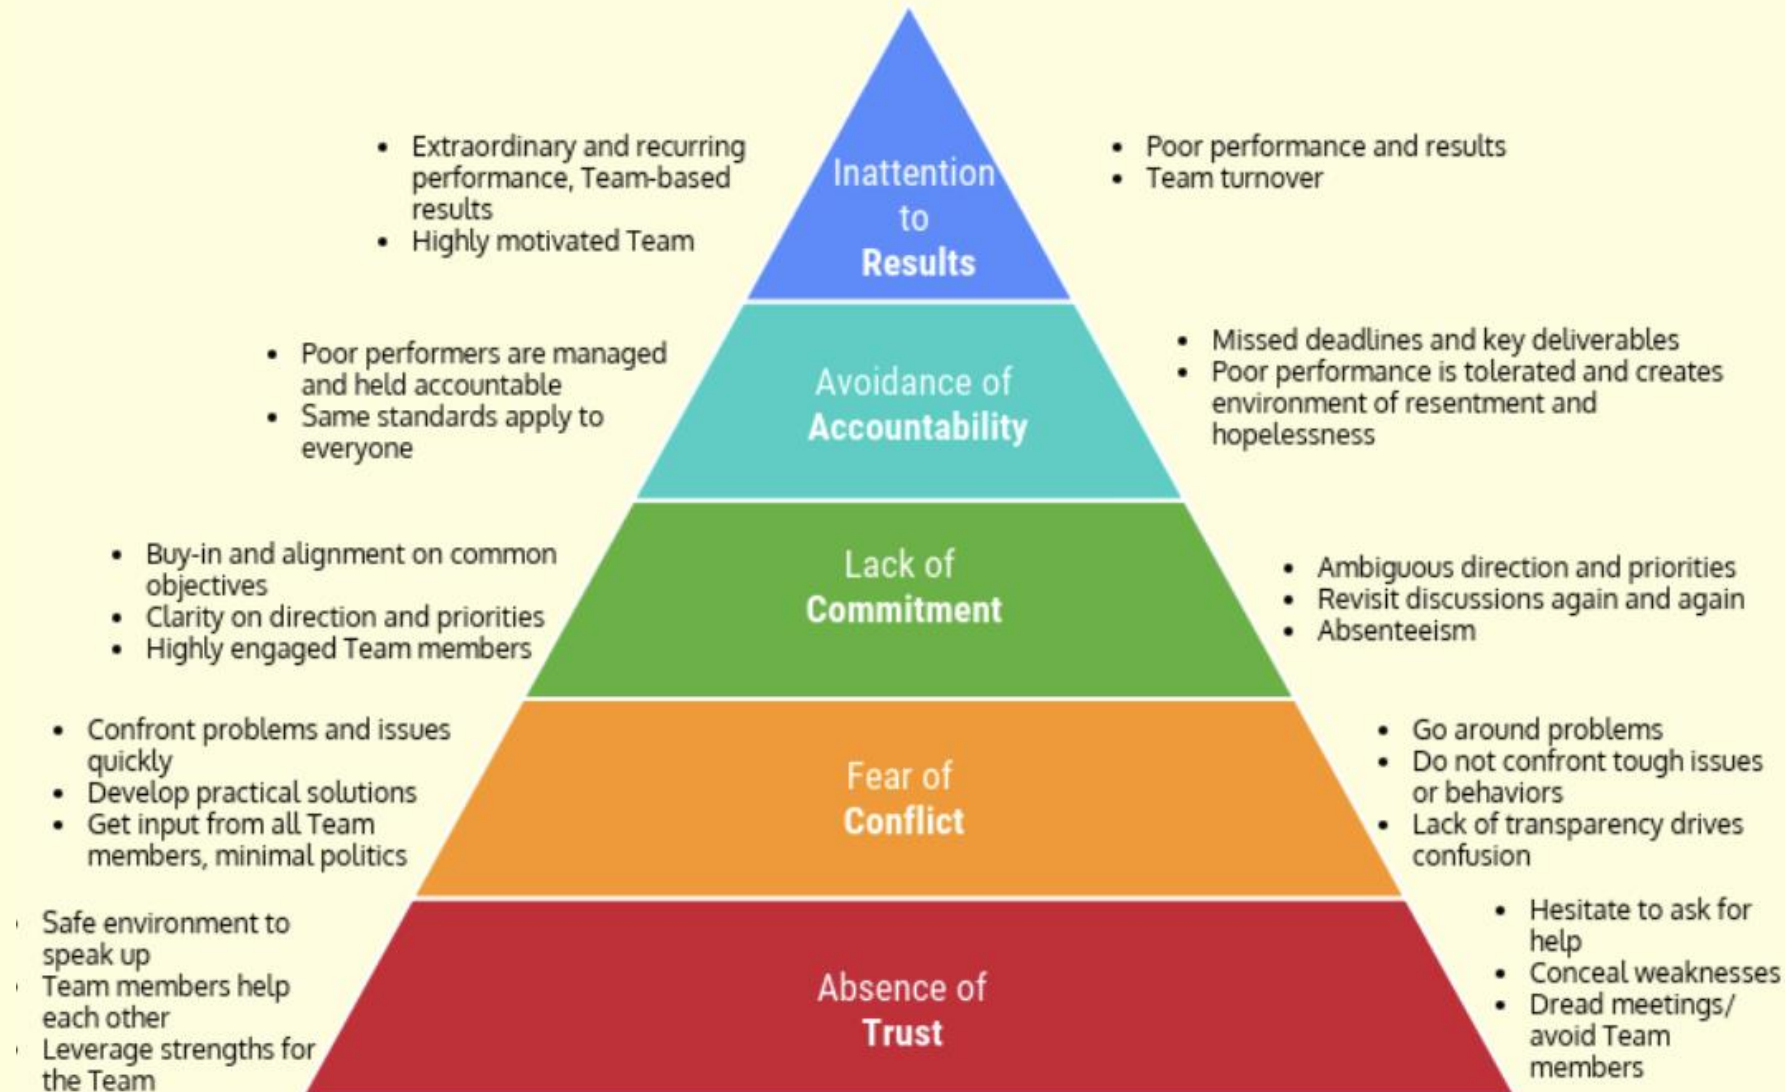 • Extraordinary and recurring
performance, Team-based
results
• Highly motivated Team
Inattention
to
Results
• Poor performance and results
• Team turnover
• Poor performers are managed
and held accountable
• Same standards apply to
everyone
Avoidance of
Accountability
• Missed deadlines and key deliverables
• Poor performance is tolerated and creates
environment of resentment and
hopelessness
• Buy-in and alignment on common
objectives
• Clarity on direction and priorities
• Highly engaged Team members
Lack of
Commitment
• Ambiguous direction and priorities
• Revisit discussions again and again
• Absenteeism
• Confront problems and issues
quickly
• Develop practical solutions
• Get input from all Team
members, minimal politics
Fear of
Conflict
• Go around problems
• Do not confront tough issues
or behaviors
• Lack of transparency drives
confusion
• Safe environment to
speak up
• Team members help
each other
• Leverage strengths for
the Team
Absence of
Trust
• Hesitate to ask for
help
• Conceal weaknesses
• Dread meetings/
avoid Team
members